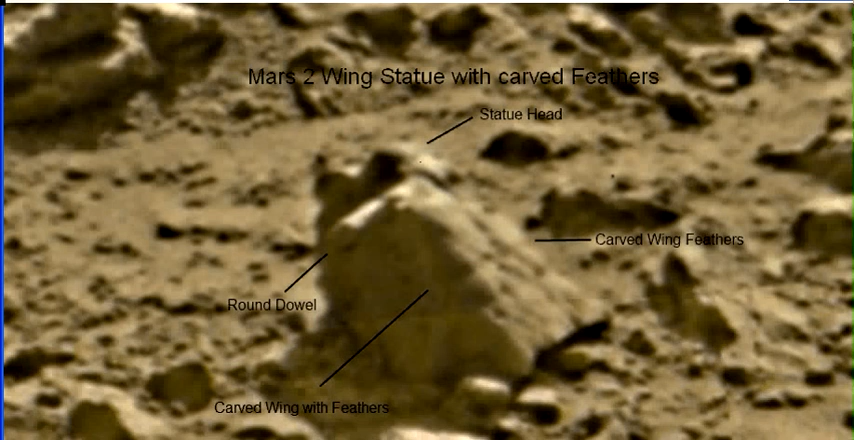 Mars 2 Wing Statue with carved Feathers
Statue Head
Carved Wing Feathers
Round Dowel
Carved Wing with Feathers